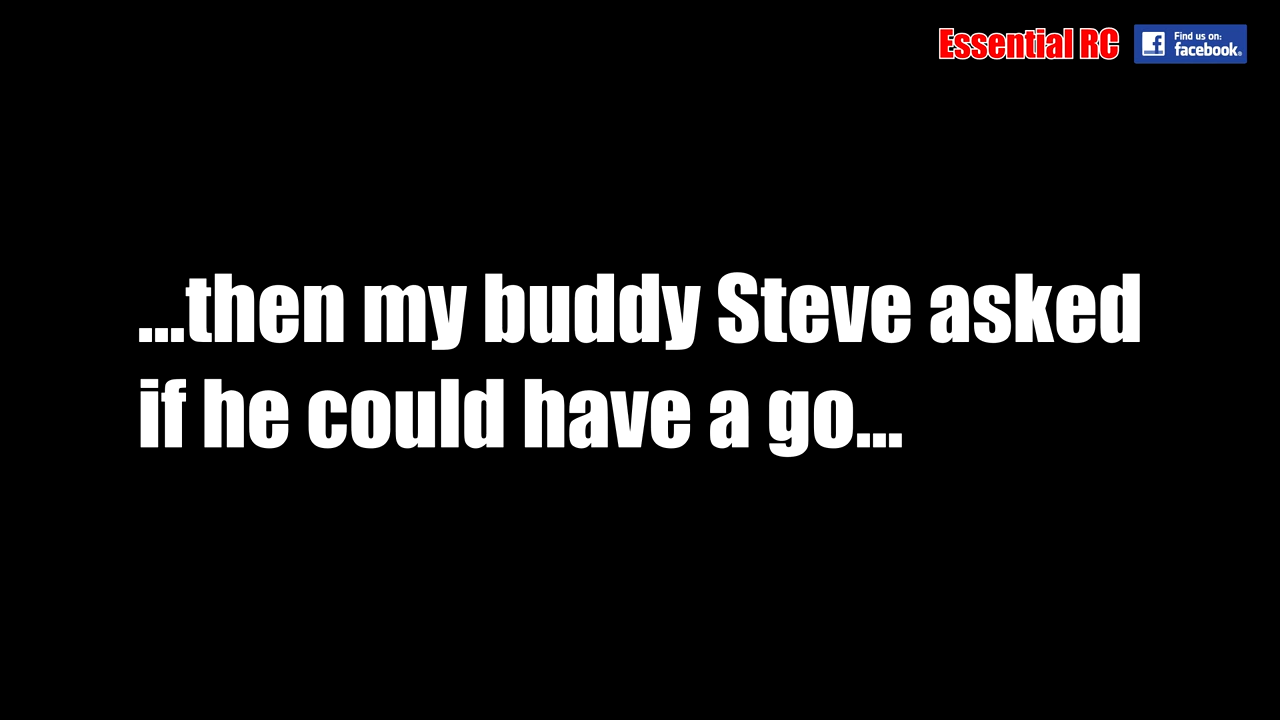 Essential RC
Find us on:
facebook®
...then my buddy Steve asked
if he could have a go...